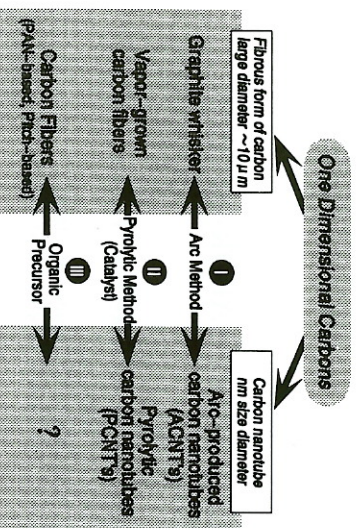 One Dimensional Carbons
Fibrous form of carbon
large diameter ~10 μm
Carbon nanotube
nm size diameter
Graphite whisker
I
Arc Method
Arc-produced
carbon nanotubes
(ACNT's)
Vapor-grown
carbon fibers
II
Pyrolytic Method
(Catalyst)
Pyrolytic
carbon nanotubes
(PCNT's)
Carbon Fibers
(PAN-based, Pitch-based)
III
Organic
Precursor
?